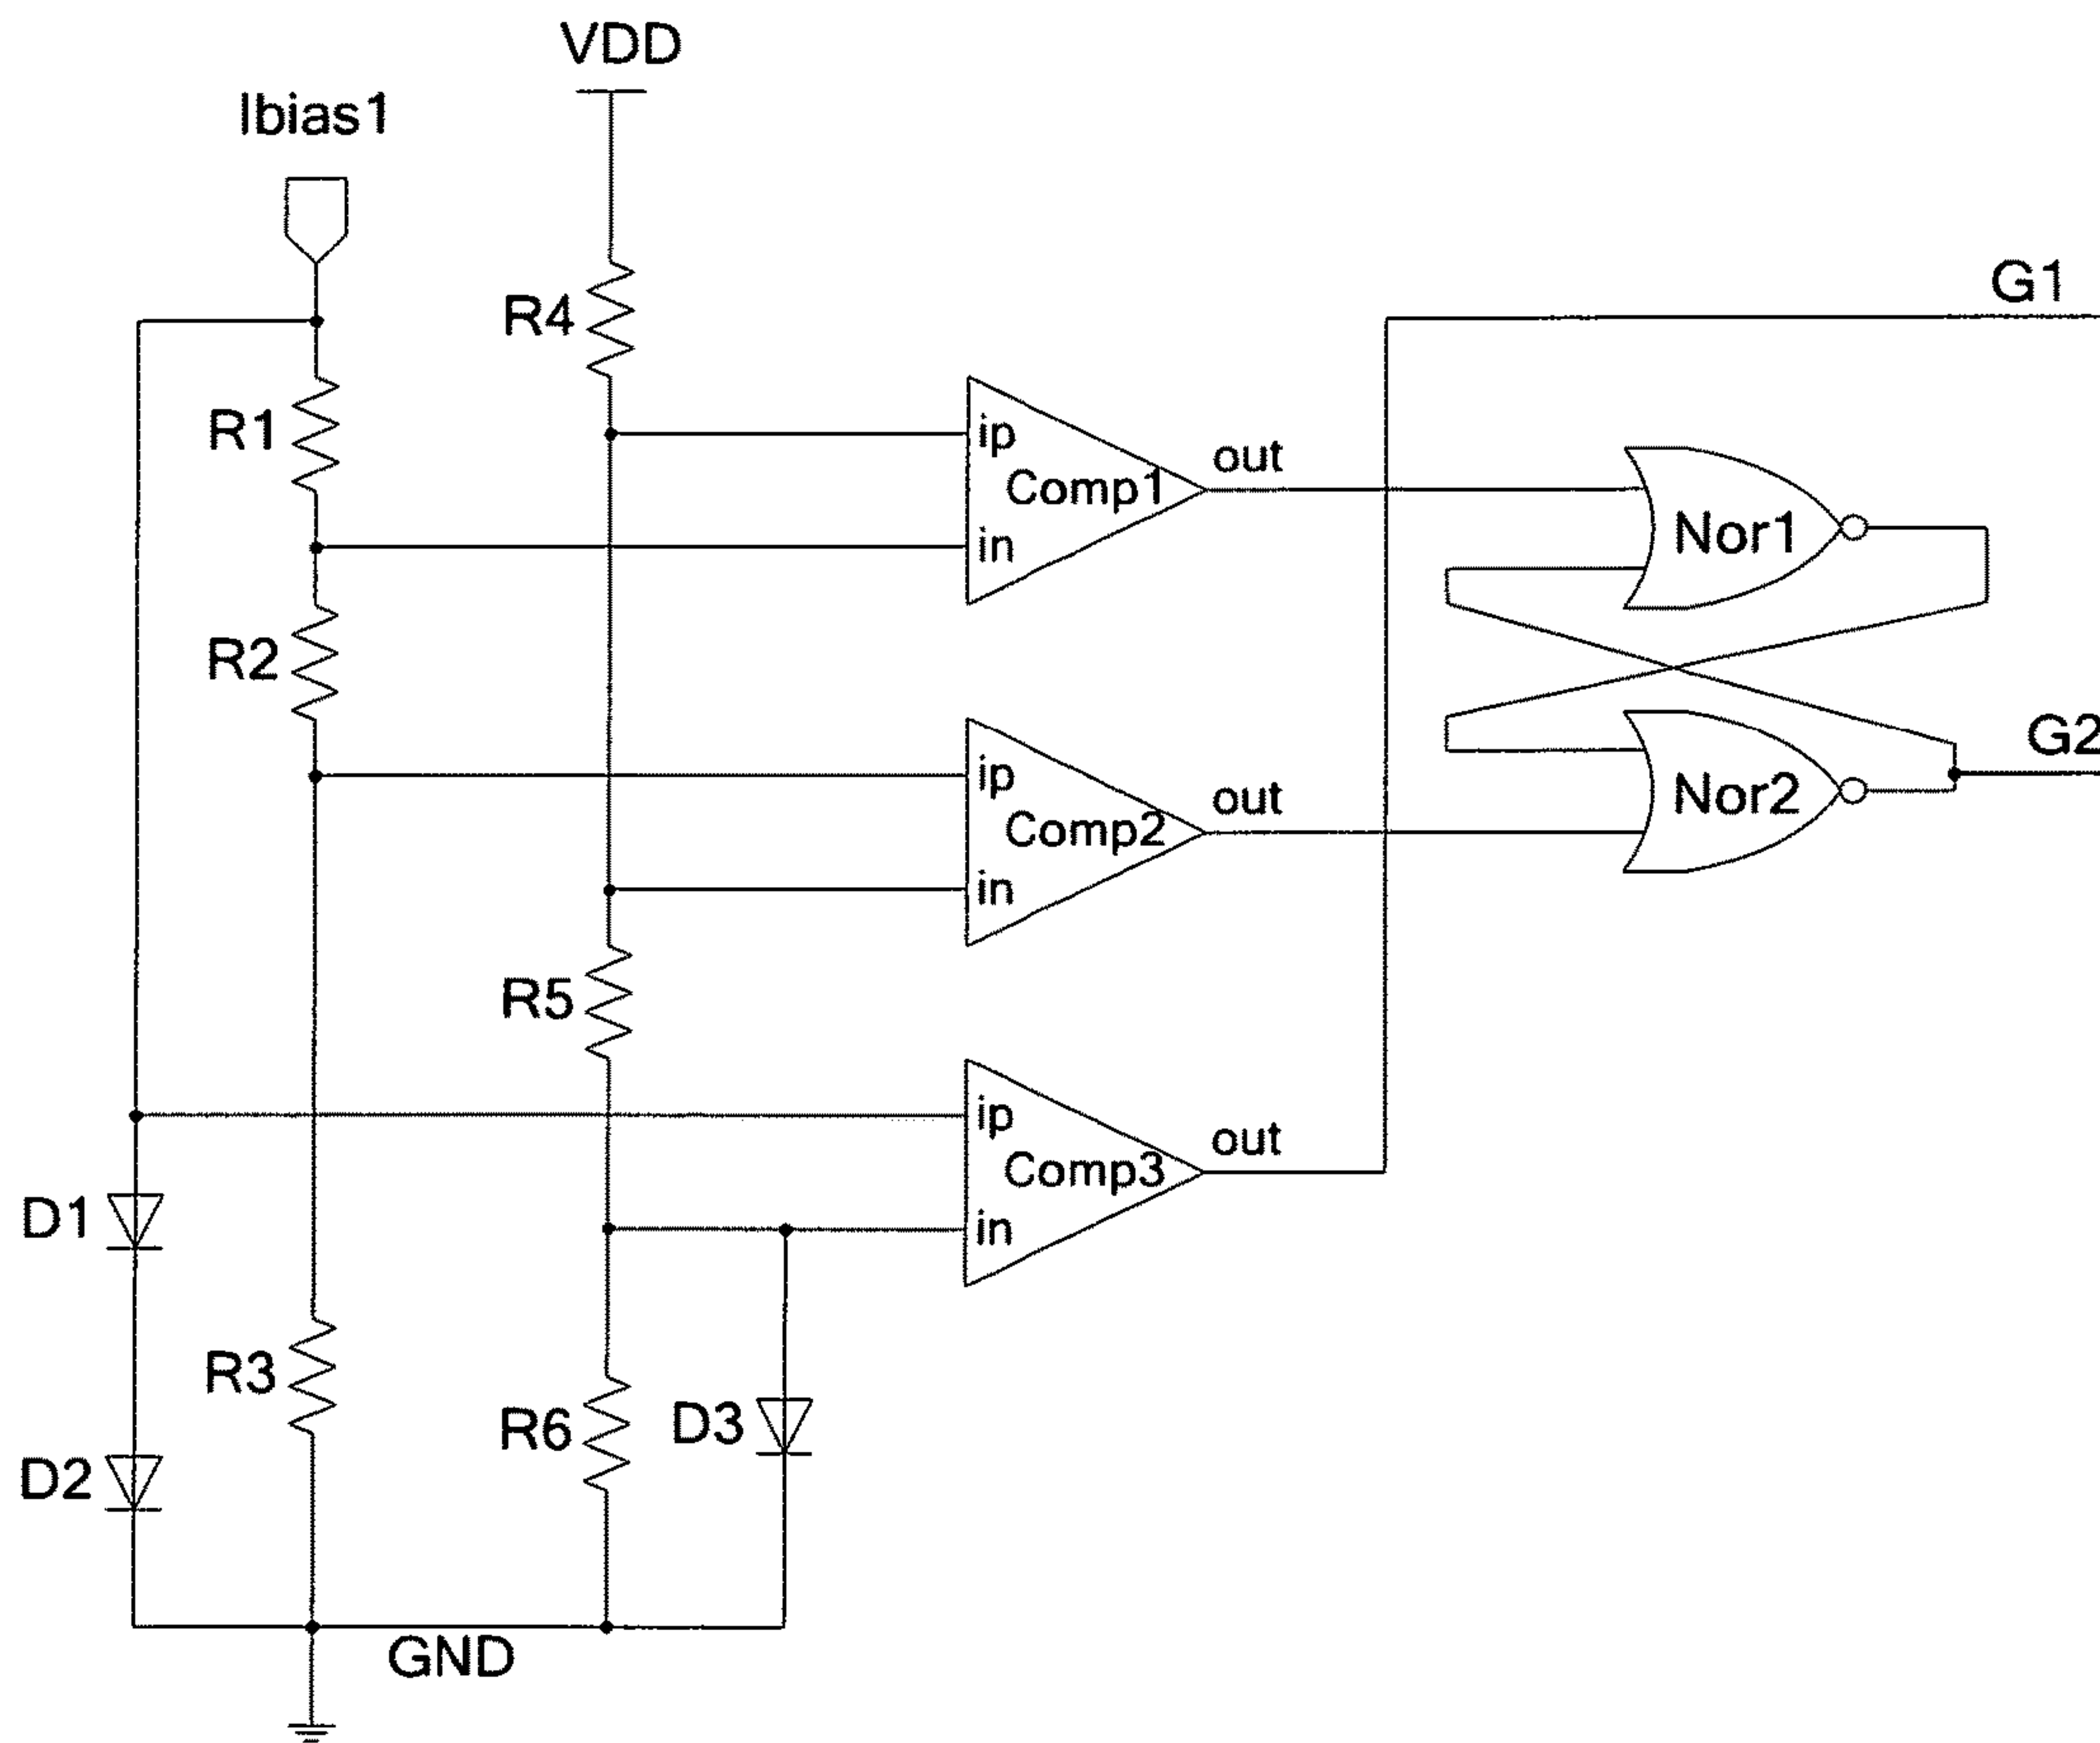 VDD
Ibias1
G1
R4
R1
ip
Comp1
in
out
Nor1
R2
G2
ip
Comp2
in
out
Nor2
R5
ip
Comp3
in
out
D1
R3
R6
D3
D2
GND